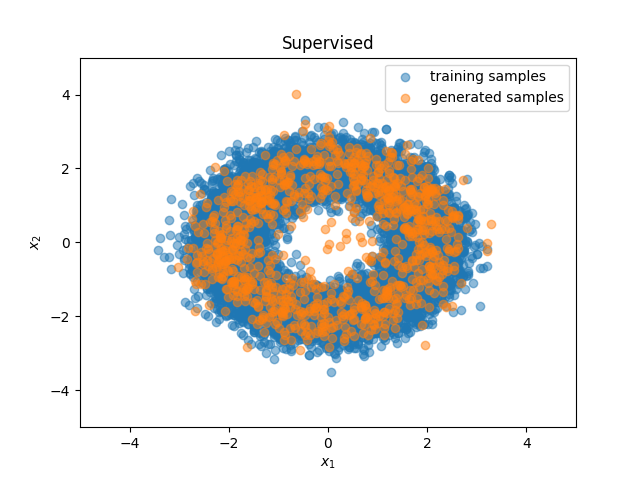 Supervised
training samples
generated samples
x₂
4
2
0
−2
−4
−4
−2
0
2
4
x₁